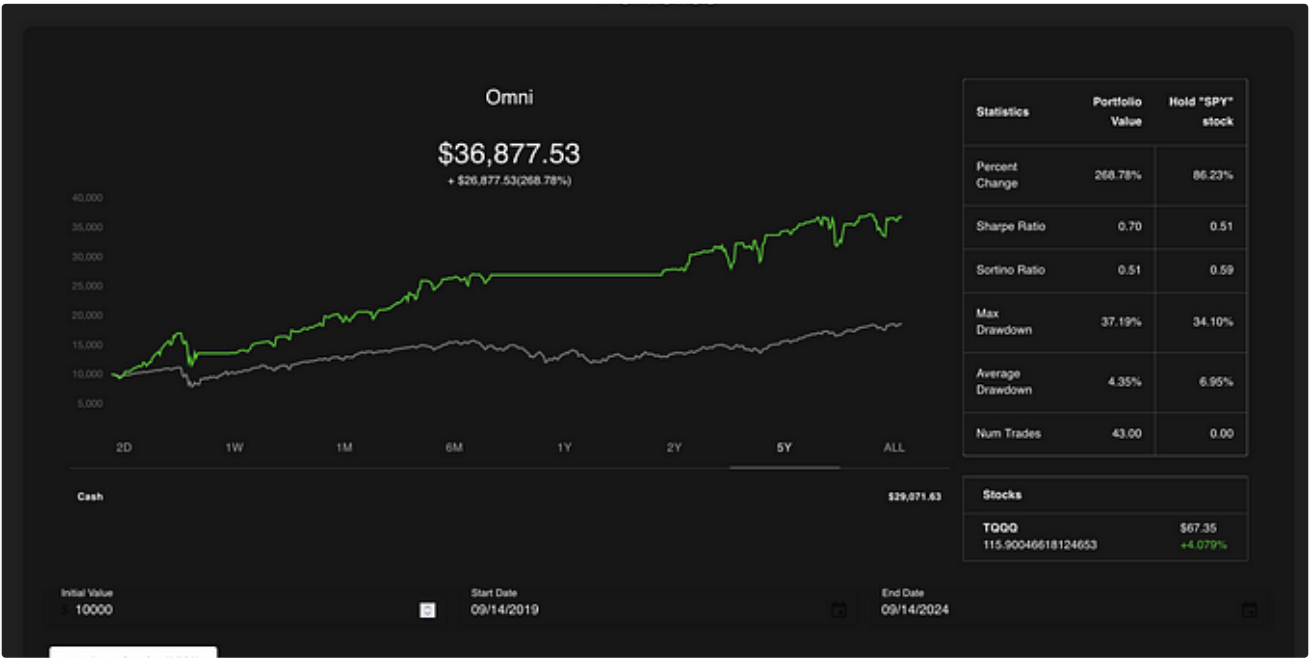 Omni
$36,877.53
+ $26,877.53(268.78%)
40,000
35,000
30,000
25,000
20,000
15,000
10,000
5,000
2D 1W 1M 6M 1Y 2Y 5Y ALL
Cash $29,071.63
Statistics Portfolio Value Hold "SPY" stock
Percent Change 268.78% 86.23%
Sharpe Ratio 0.70 0.51
Sortino Ratio 0.51 0.59
Max Drawdown 37.19% 34.10%
Average Drawdown 4.35% 6.95%
Num Trades 43.00 0.00
Stocks
TQQQ $67.35
115.90046618124653 +4.079%
Initial Value
$ 10000
Start Date
09/14/2019
End Date
09/14/2024